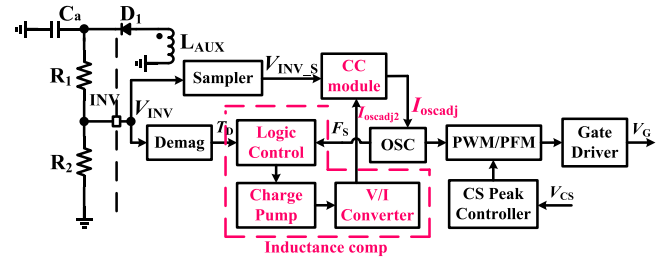 Ca
D1
LAUX
R1
INV
VINV
R2
Sampler
VINV_S
CC module
Ioscadj2
Ioscadj
Demag
TD
Logic Control
FS
OSC
PWM/PFM
Gate Driver
VG
Charge Pump
V/I Converter
CS Peak Controller
VCS
Inductance comp